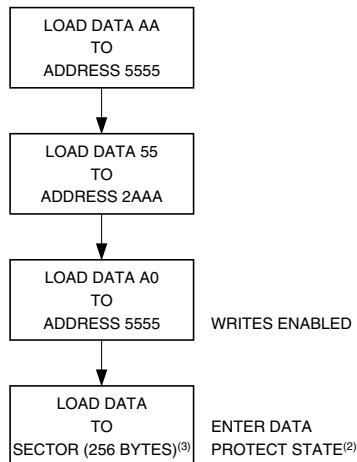 LOAD DATA AA
TO
ADDRESS 5555
LOAD DATA 55
TO
ADDRESS 2AAA
LOAD DATA A0
TO
ADDRESS 5555
WRITES ENABLED
LOAD DATA
TO
SECTOR (256 BYTES)(3)
ENTER DATA
PROTECT STATE(2)